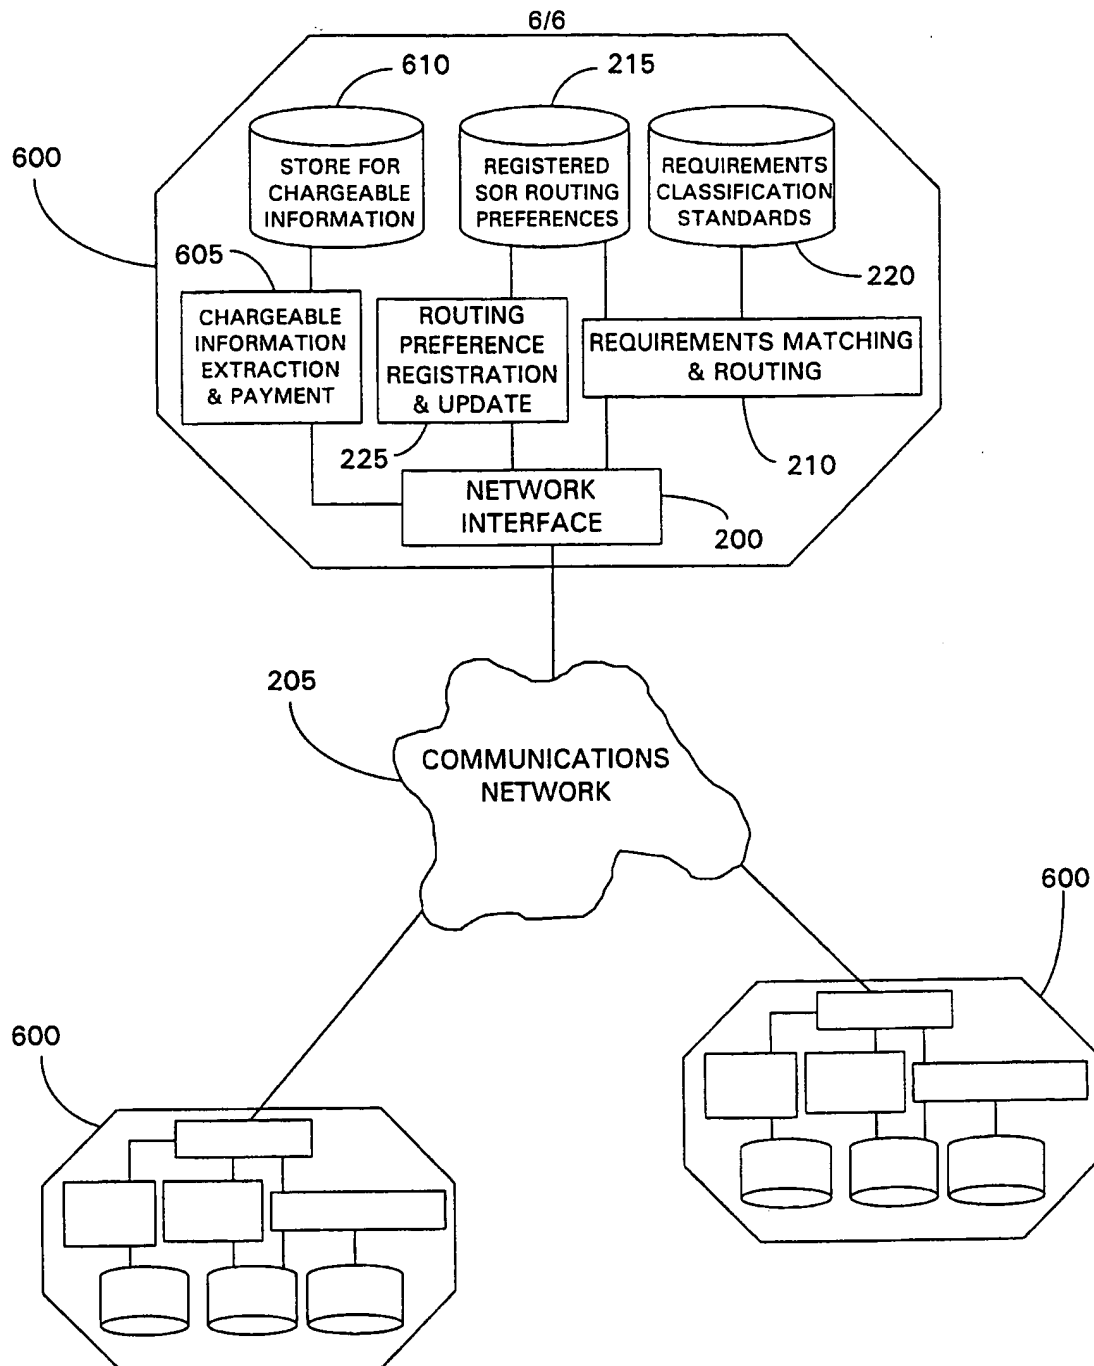 6/6
610
215
600
STORE FOR
CHARGEABLE
INFORMATION
REGISTERED
SOR ROUTING
PREFERENCES
REQUIREMENTS
CLASSIFICATION
STANDARDS
605
220
CHARGEABLE
INFORMATION
EXTRACTION
& PAYMENT
ROUTING
PREFERENCE
REGISTRATION
& UPDATE
REQUIREMENTS MATCHING
& ROUTING
225
210
NETWORK
INTERFACE
200
205
COMMUNICATIONS
NETWORK
600
600